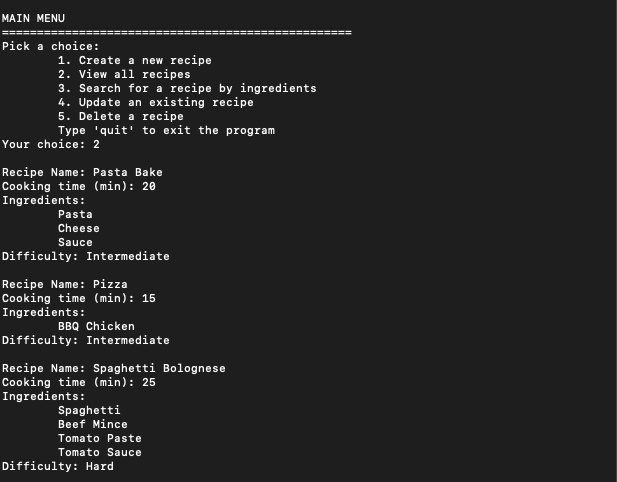 MAIN MENU
==================================================
Pick a choice:
1. Create a new recipe
2. View all recipes
3. Search for a recipe by ingredients
4. Update an existing recipe
5. Delete a recipe
Type 'quit' to exit the program
Your choice: 2
Recipe Name: Pasta Bake
Cooking time (min): 20
Ingredients:
Pasta
Cheese
Sauce
Difficulty: Intermediate
Recipe Name: Pizza
Cooking time (min): 15
Ingredients:
BBQ Chicken
Difficulty: Intermediate
Recipe Name: Spaghetti Bolognese
Cooking time (min): 25
Ingredients:
Spaghetti
Beef Mince
Tomato Paste
Tomato Sauce
Difficulty: Hard